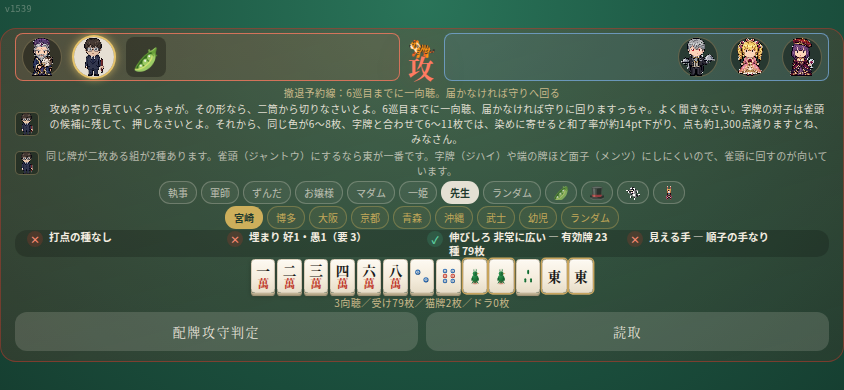 v1539
攻
撤退予約線：6巡目までに一向聴。届かなければ守りへ回る
攻め寄りで見ていくっちゃが。その形なら、二筒から切りなさいとよ。6巡目までに一向聴、届かなければ守りに回りますっちゃ。よく聞きなさい。字牌の対子は雀頭
の候補に残して、押しなさいとよ。それから、同じ色が6〜8枚、字牌と合わせて6〜11枚では、染めに寄せると和了率が約14pt下がり、点も約1,300点減りますとね、
みなさん。
同じ牌が二枚ある組が2種あります。雀頭（ジャントウ）にするなら東が一番です。字牌（ジハイ）や端の牌ほど面子（メンツ）にしにくいので、雀頭に回すのが向いて
います。
執事 軍師 ずんだ お嬢様 マダム 一姫 先生 ランダム
宮崎 博多 大阪 京都 青森 沖縄 武士 幼児 ランダム
✕ 打点の種なし ✕ 埋まり 好1・愚1（要 3） ✓ 伸びしろ 非常に広い — 有効牌 23
種 79枚 ✕ 見える手 — 順子の手なり
一萬 二萬 三萬 四萬 六萬 八萬 東 東
3向聴／受け79枚／猫牌2枚／ドラ0枚
配牌攻守判定 読取